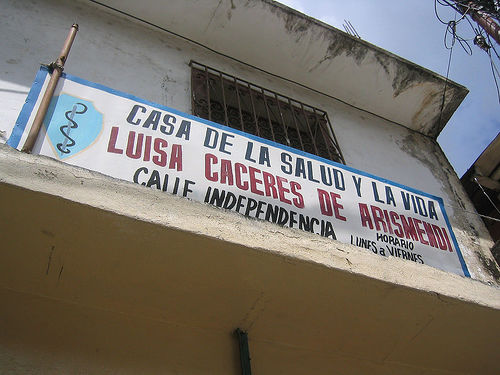 CASA DE LA SALUD Y LA VIDA
LUISA CACERES DE ARISMENDI
CALLE INDEPENDENCIA
HORARIO
LUNES a VIERNES